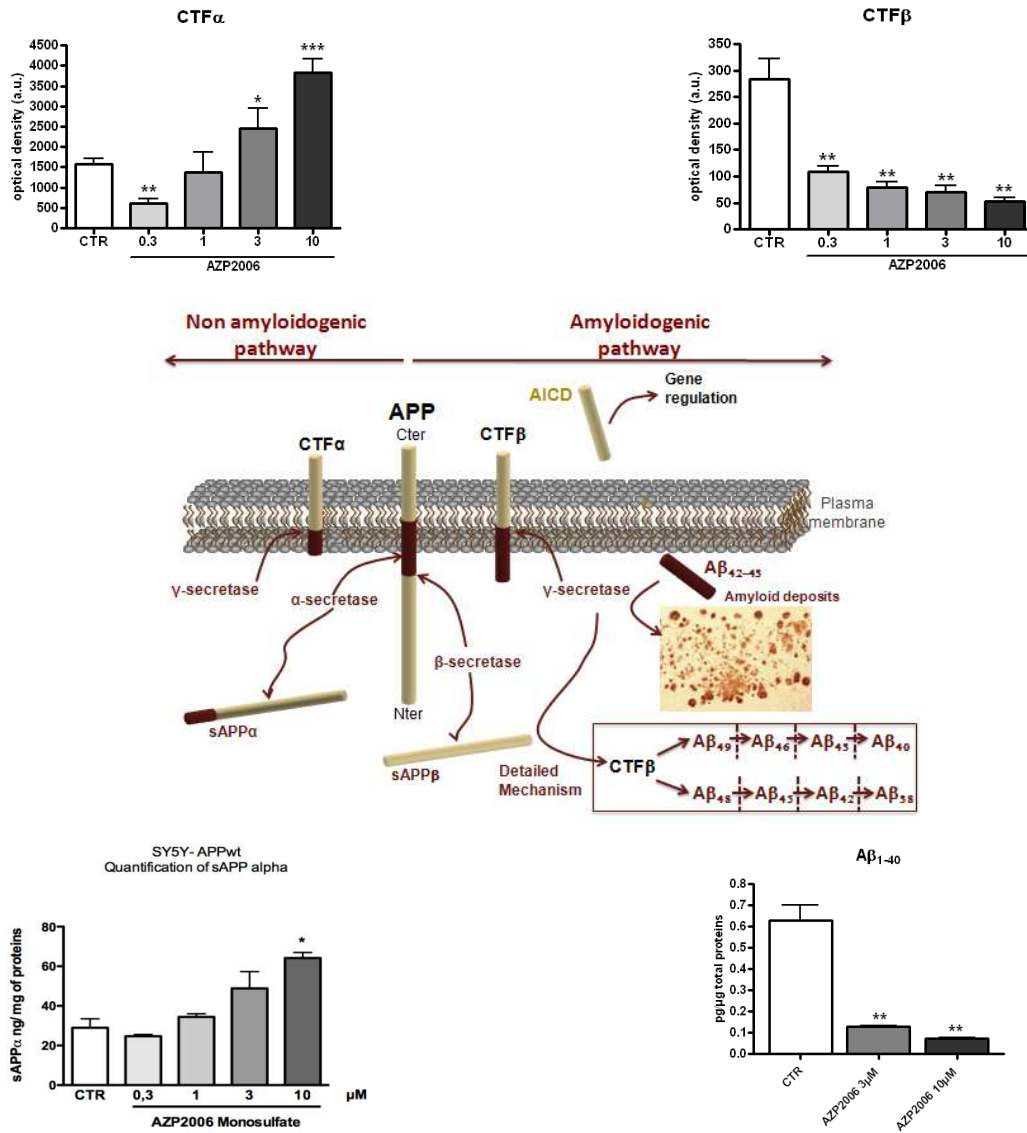 CTFα
optical density (a.u.)
4500
4000
3500
3000
2500
2000
1500
1000
500
0
**
*
***
CTR
0.3
1
3
10
AZP2006
CTFβ
optical density (a.u.)
350
300
250
200
150
100
50
0
**
**
**
**
CTR
0.3
1
3
10
AZP2006
Non amyloidogenic
pathway
Amyloidogenic
pathway
AICD
Gene
regulation
APP
Cter
CTFα
CTFβ
Plasma
membrane
γ-secretase
α-secretase
γ-secretase
Aβ42-43
Amyloid deposits
β-secretase
Nter
sAPPα
sAPPβ
Detailed
Mechanism
CTFβ
Aβ49
Aβ46
Aβ43
Aβ40
Aβ48
Aβ45
Aβ42
Aβ38
SY5Y- APPwt
Quantification of sAPP alpha
sAPPα ng/mg of proteins
80
60
40
20
0
*
CTR
0,3
1
3
10
µM
AZP2006 Monosulfate
Aβ1-40
pg/µg total proteins
0.8
0.7
0.6
0.5
0.4
0.3
0.2
0.1
0.0
**
**
CTR
AZP2006 3µM
AZP2006 10µM